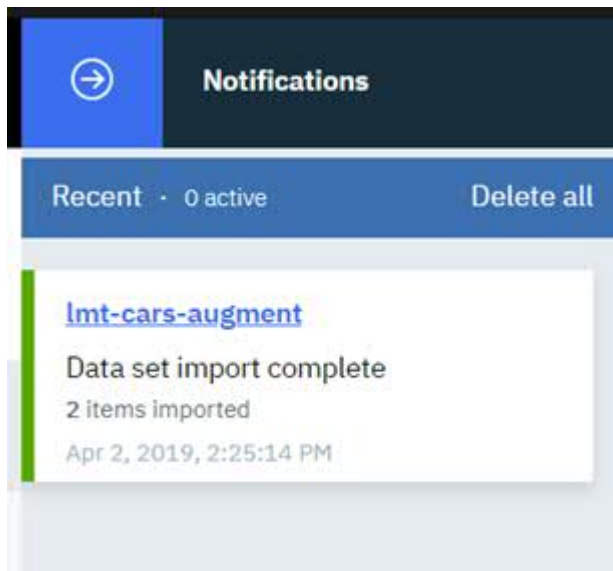 Notifications
Recent · 0 active Delete all
lmt-cars-augment
Data set import complete
2 items imported
Apr 2, 2019, 2:25:14 PM